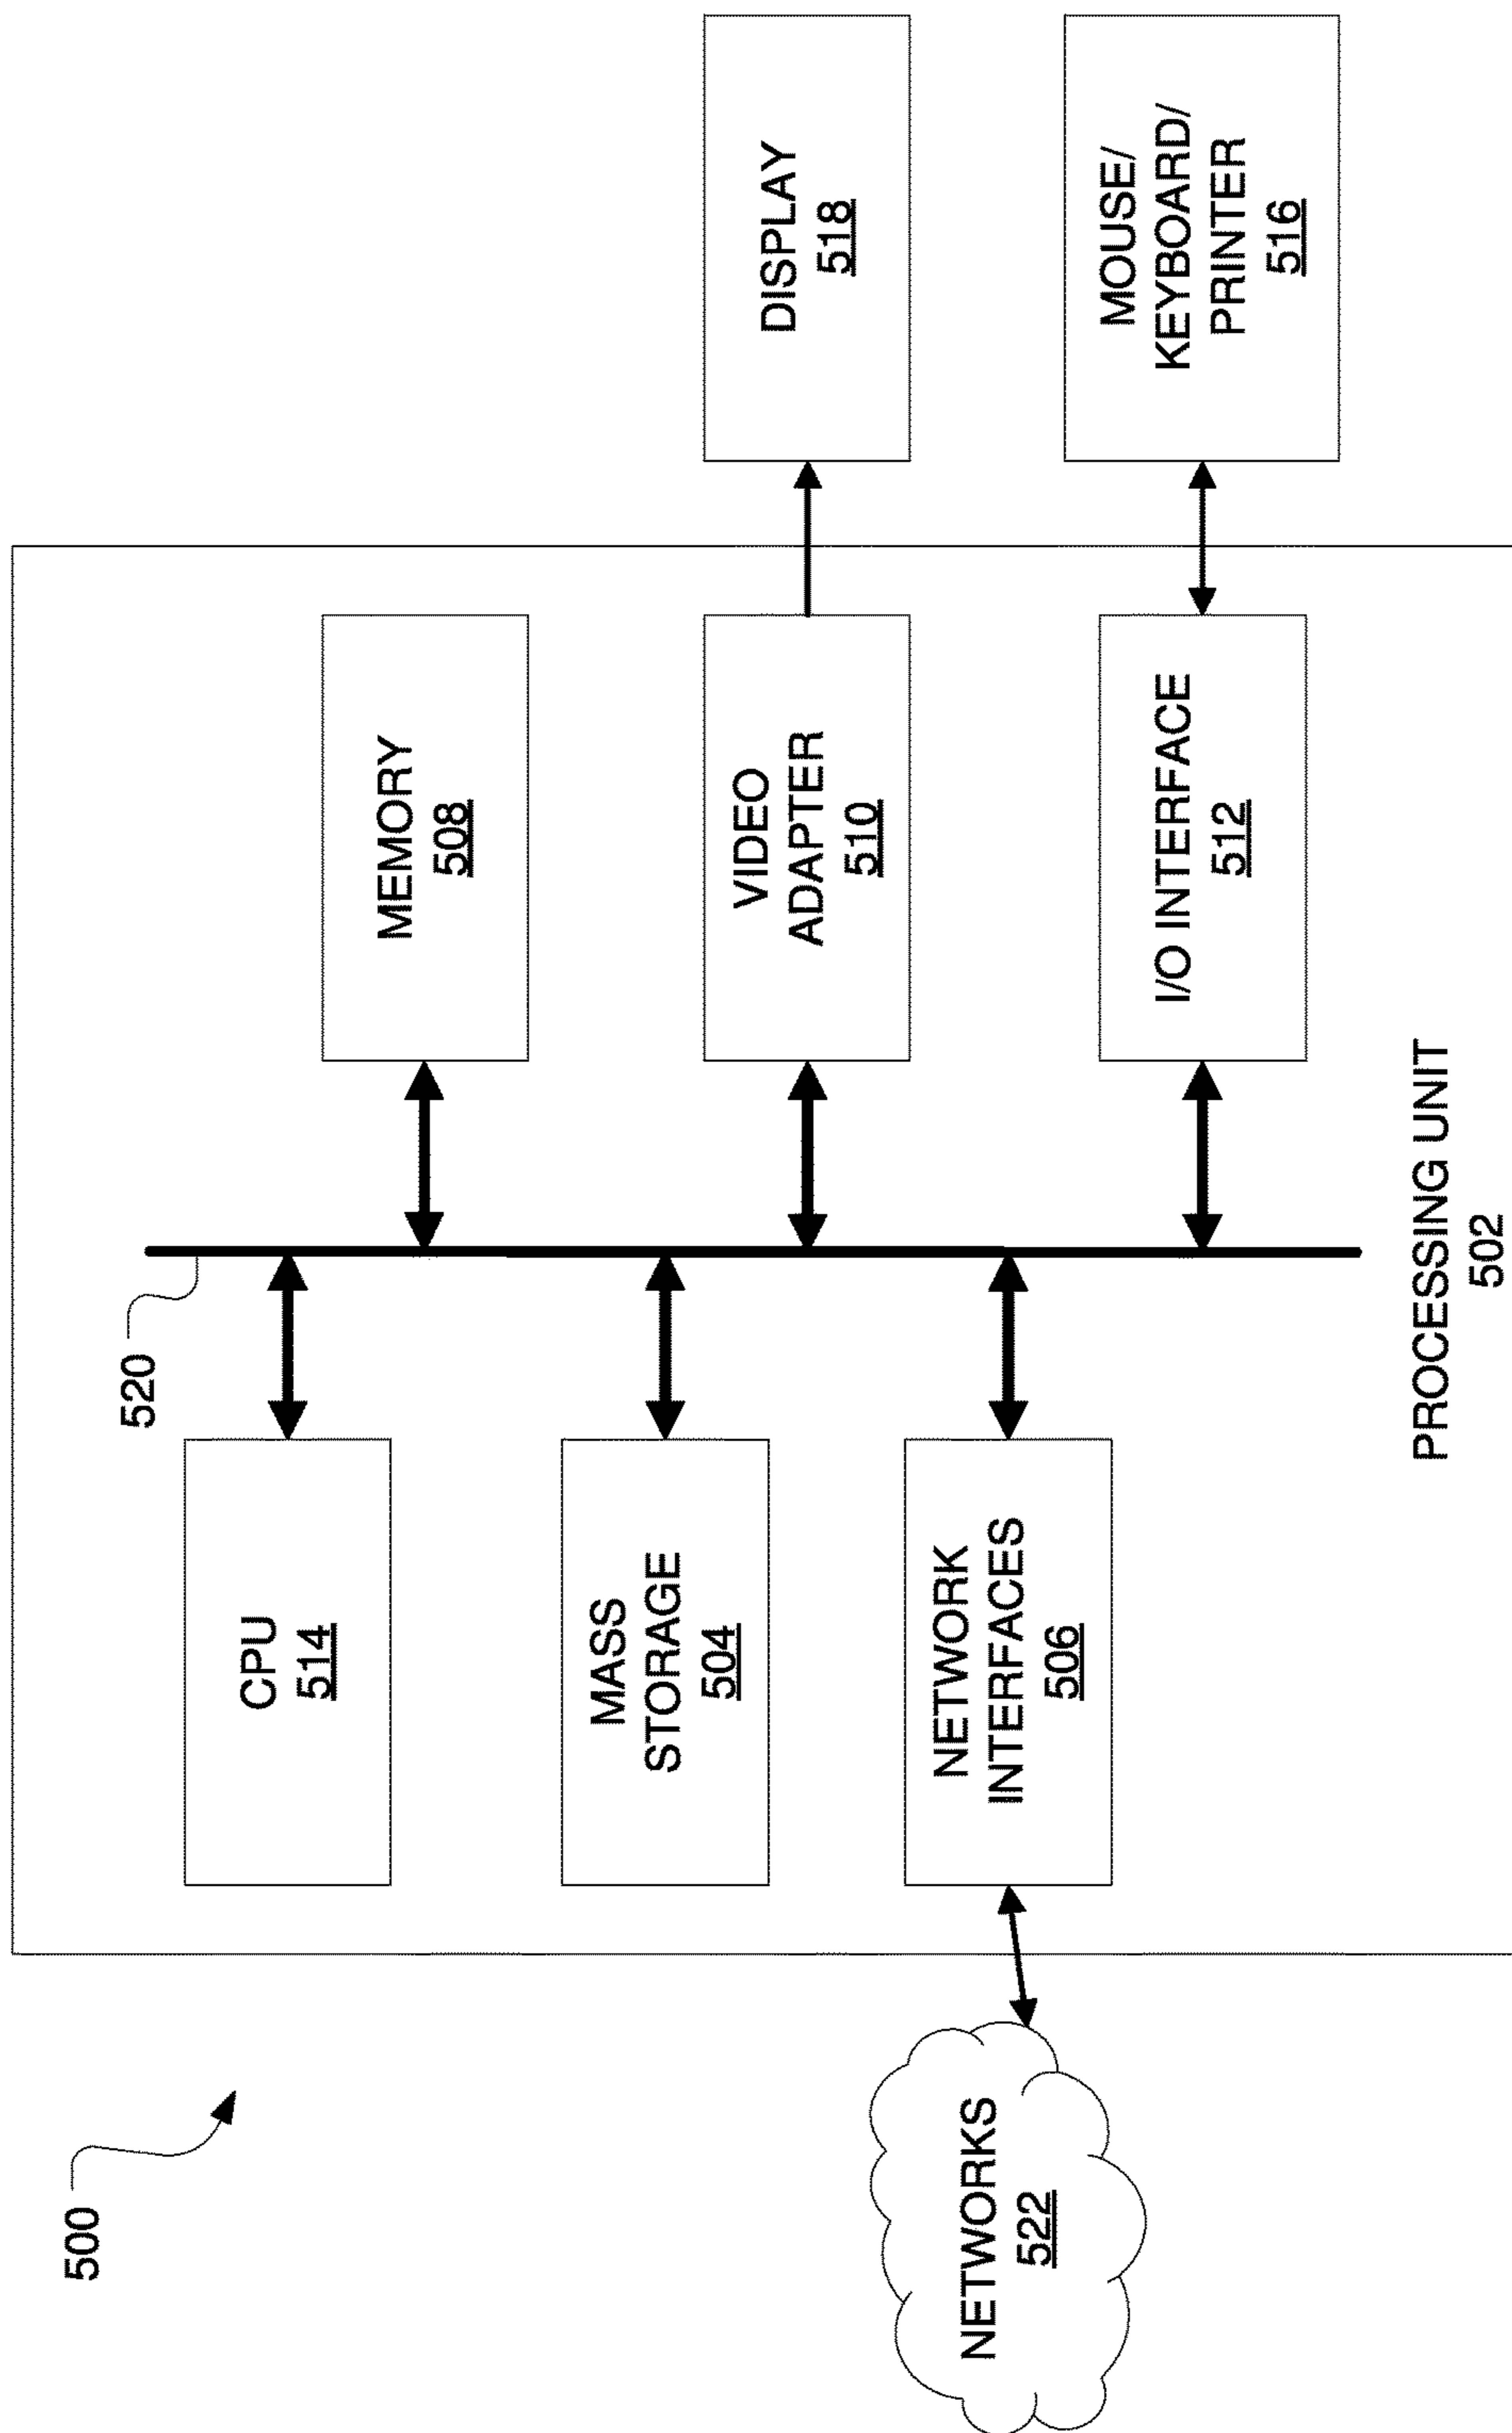 500
520
CPU
514
MEMORY
508
MASS
STORAGE
504
VIDEO
ADAPTER
510
DISPLAY
518
NETWORKS
522
NETWORK
INTERFACES
506
I/O INTERFACE
512
MOUSE/
KEYBOARD/
PRINTER
516
PROCESSING UNIT
502